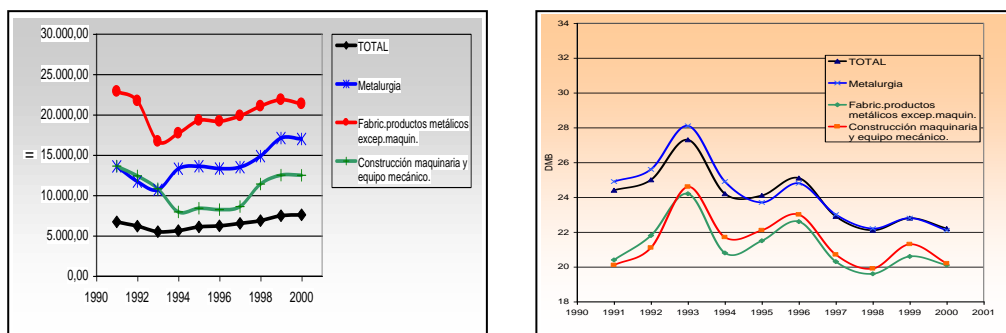 30.000,00
25.000,00
20.000,00
15.000,00
10.000,00
5.000,00
0,00
II
1990
1992
1994
1996
1998
2000
TOTAL
Metalurgia
Fabric.productos metálicos
excep.maquin.
Construcción maquinaria y
equipo mecánico.
34
32
30
28
26
24
22
20
18
DMB
1990
1991
1992
1993
1994
1995
1996
1997
1998
1999
2000
2001
TOTAL
Metalurgia
Fabric.productos
metálicos excep.maquin.
Construcción maquinaria
y equipo mecánico.